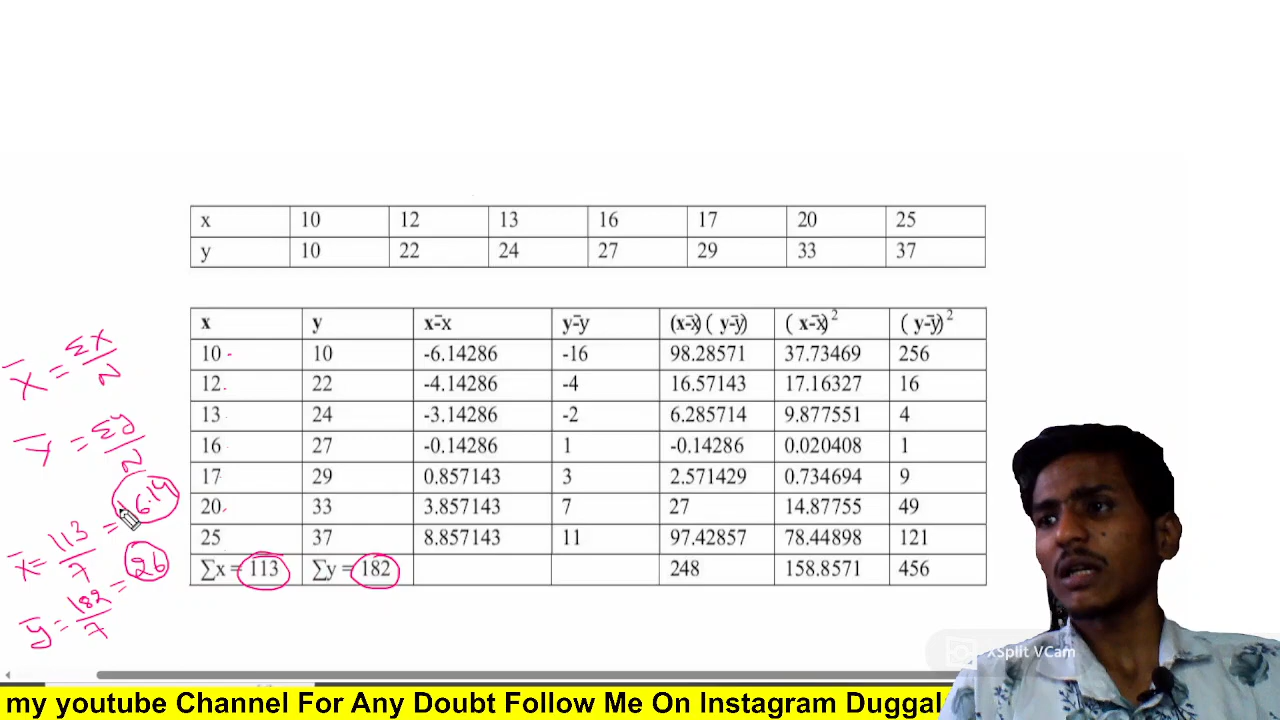 x 10 12 13 16 17 20 25
y 10 22 24 27 29 33 37
x y x-x̄ y-ȳ (x-x̄) ( y-ȳ) ( x-x̄)² ( y-ȳ)²
10 10 -6.14286 -16 98.28571 37.73469 256
12 22 -4.14286 -4 16.57143 17.16327 16
13 24 -3.14286 -2 6.285714 9.877551 4
16 27 -0.14286 1 -0.14286 0.020408 1
17 29 0.857143 3 2.571429 0.734694 9
20 33 3.857143 7 27 14.87755 49
25 37 8.857143 11 97.42857 78.44898 121
∑x = 113 ∑y = 182 248 158.8571 456
x̄ = Σx/2
ȳ = Σy/2
x̄ = 113/7 = 16.14
ȳ = 182/7 = 26
XSplit VCam
my youtube Channel For Any Doubt Follow Me On Instagram Duggal